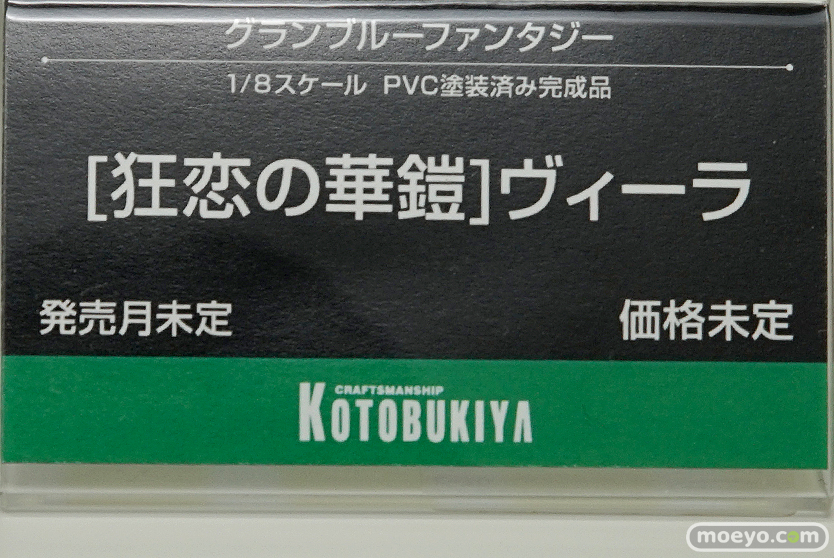 グランブルーファンタジー
1/8スケール PVC塗装済み完成品
[狂恋の華鎧]ヴィーラ
発売月未定 価格未定
CRAFTSMANSHIP
KOTOBUKIYA
moeyo.com